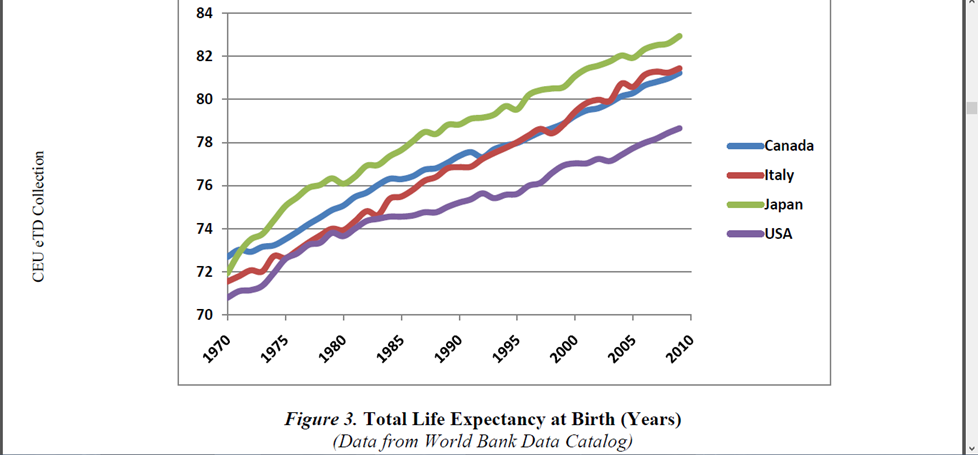 84
82
80
78
76
74
72
70
1970
1975
1980
1985
1990
1995
2000
2005
2010
Canada
Italy
Japan
USA
CEU eTD Collection
Figure 3. Total Life Expectancy at Birth (Years)
(Data from World Bank Data Catalog)